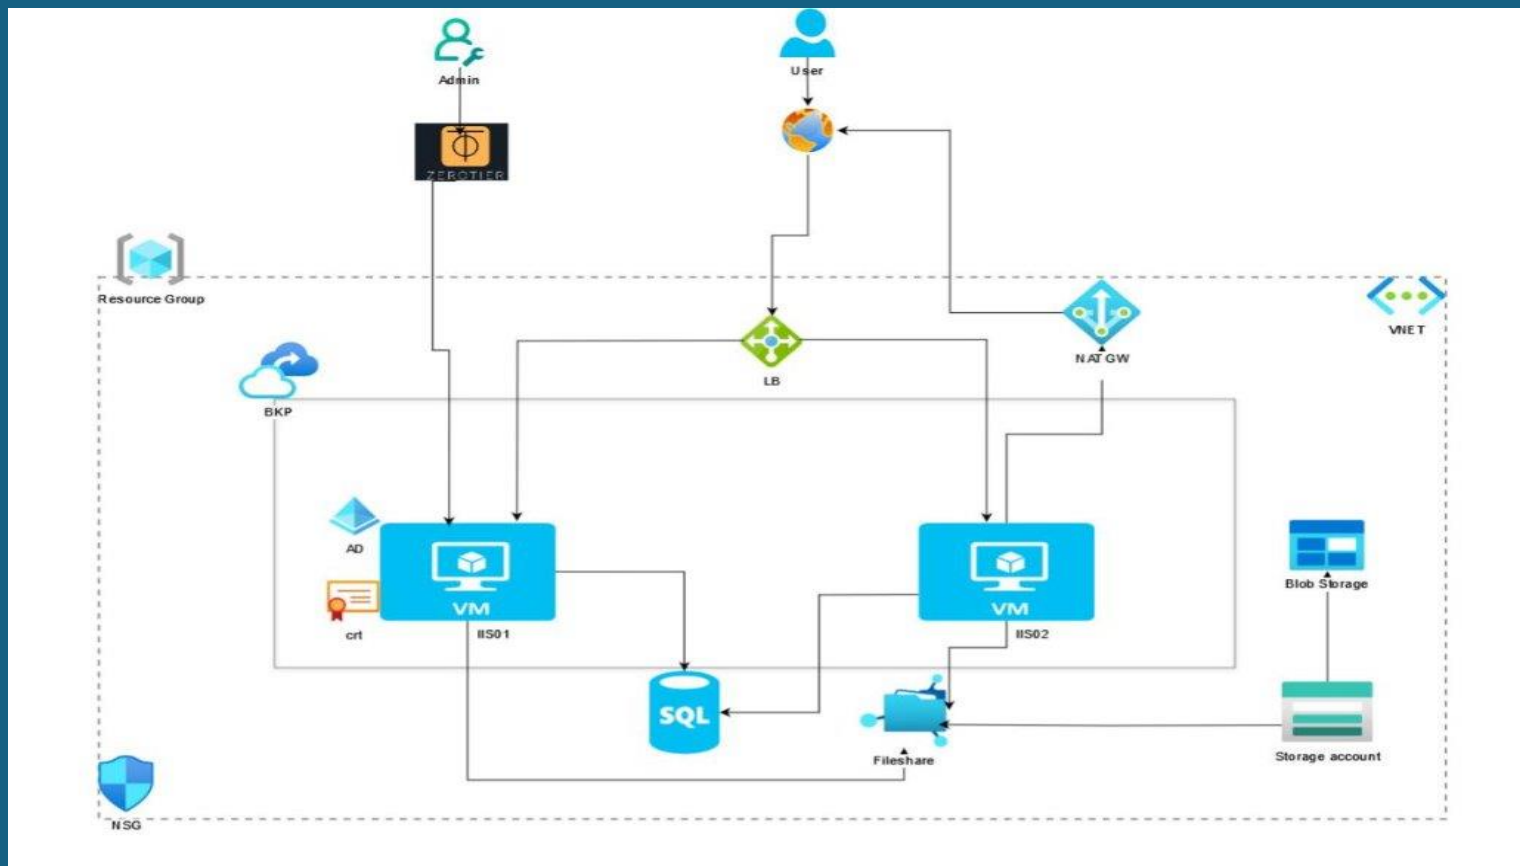 Admin
User
ZEROTIER
Resource Group
VNET
NAT GW
LB
BKP
AD
VM
VM
crt
IIS01
IIS02
Blob Storage
SQL
Fileshare
Storage account
NSG